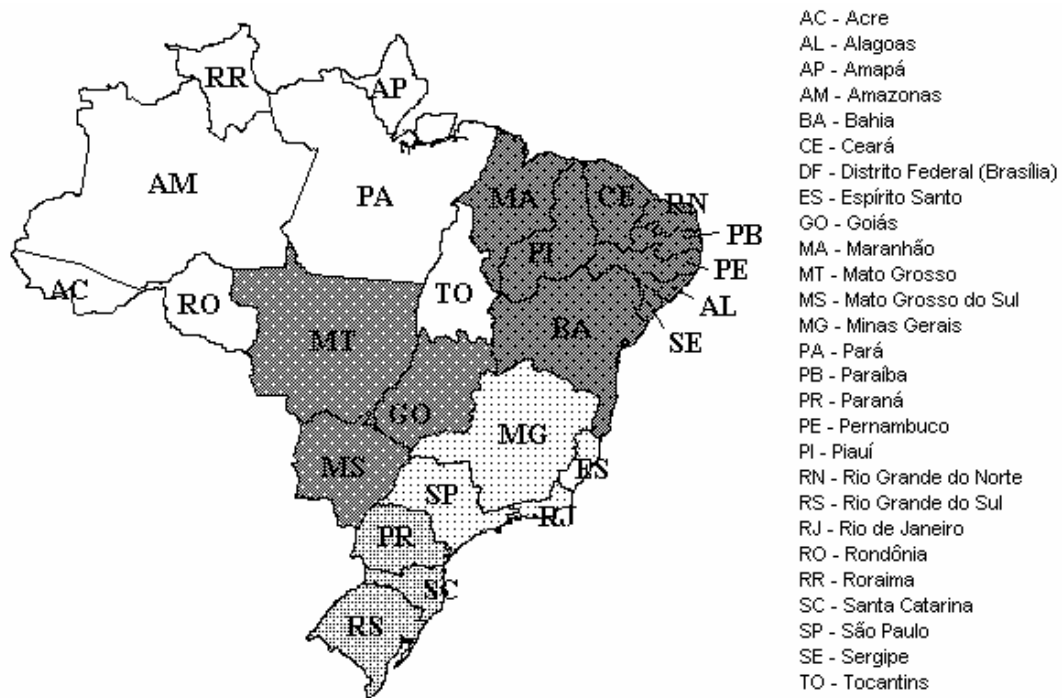 RR
AP
AM
PA
MA
CE
RN
PB
PI
PE
AC
RO
TO
AL
BA
SE
MT
GO
MG
MS
ES
SP
RJ
PR
SC
RS
AC - Acre
AL - Alagoas
AP - Amapá
AM - Amazonas
BA - Bahia
CE - Ceará
DF - Distrito Federal (Brasília)
ES - Espírito Santo
GO - Goiás
MA - Maranhão
MT - Mato Grosso
MS - Mato Grosso do Sul
MG - Minas Gerais
PA - Pará
PB - Paraíba
PR - Paraná
PE - Pernambuco
PI - Piauí
RN - Rio Grande do Norte
RS - Rio Grande do Sul
RJ - Rio de Janeiro
RO - Rondônia
RR - Roraima
SC - Santa Catarina
SP - São Paulo
SE - Sergipe
TO - Tocantins